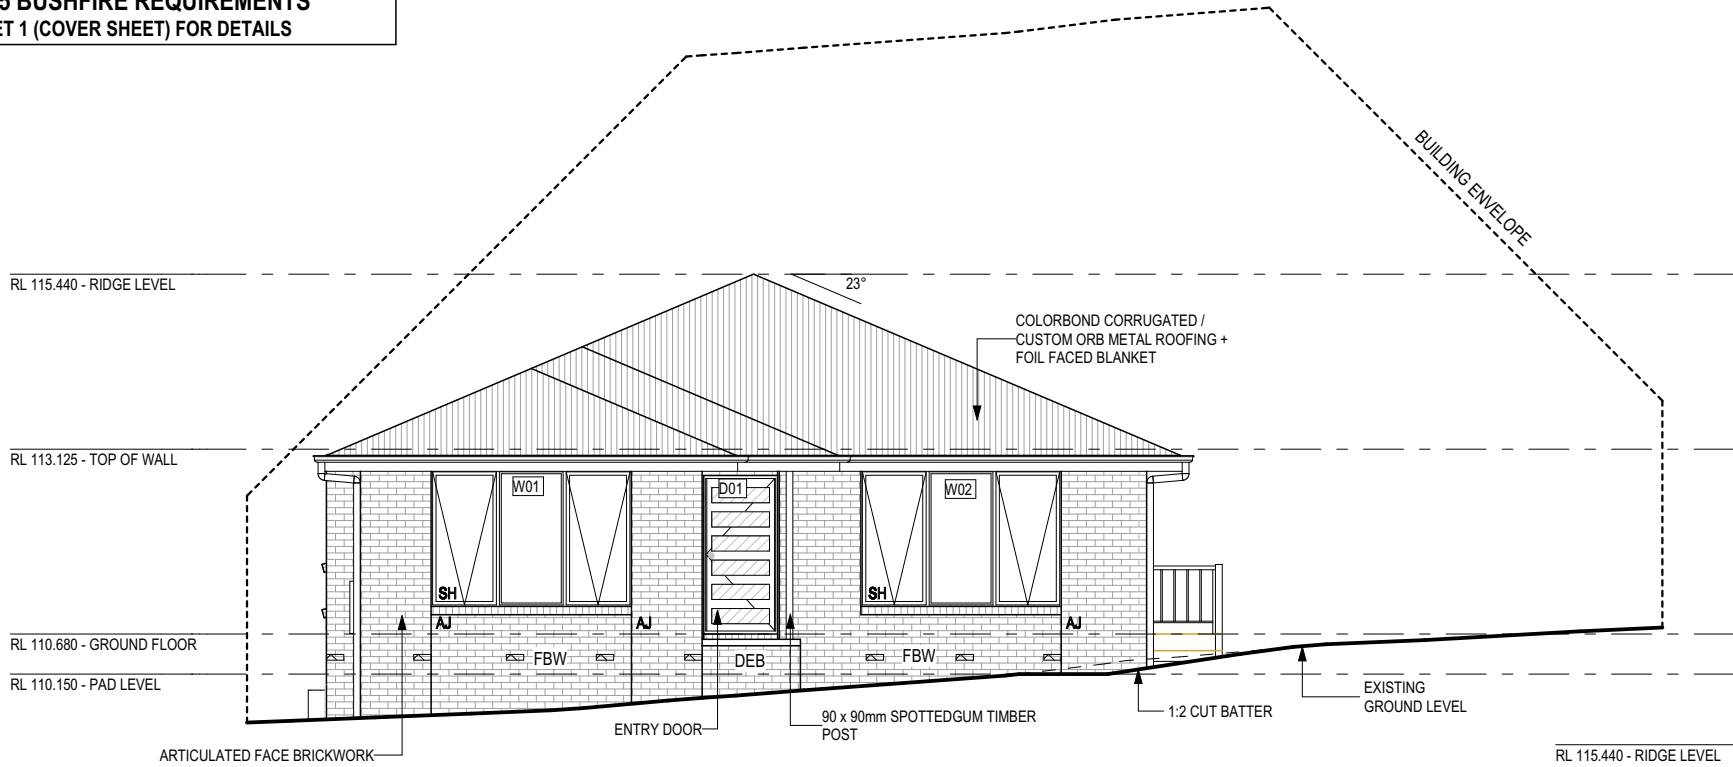 5 BUSHFIRE REQUIREMENTS
ET 1 (COVER SHEET) FOR DETAILS
BUILDING ENVELOPE
RL 115.440 - RIDGE LEVEL
23°
COLORBOND CORRUGATED /
CUSTOM ORB METAL ROOFING +
FOIL FACED BLANKET
RL 113.125 - TOP OF WALL
W01
D01
W02
SH
SH
AJ
AJ
AJ
RL 110.680 - GROUND FLOOR
FBW
DEB
FBW
RL 110.150 - PAD LEVEL
EXISTING
GROUND LEVEL
1:2 CUT BATTER
90 x 90mm SPOTTEDGUM TIMBER
POST
ENTRY DOOR
ARTICULATED FACE BRICKWORK
RL 115.440 - RIDGE LEVEL